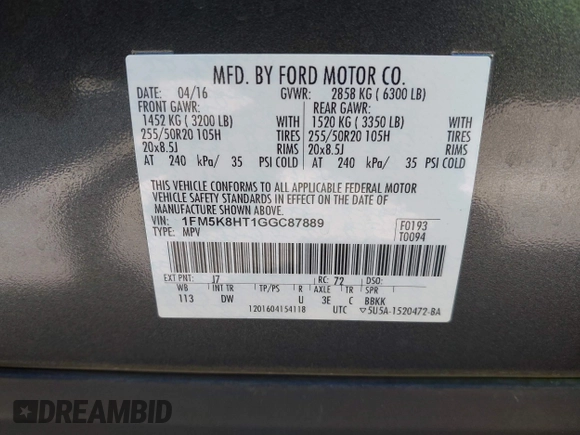 MFD. BY FORD MOTOR CO.
DATE: 04/16 GVWR: 2858 KG ( 6300 LB)
FRONT GAWR: REAR GAWR:
1452 KG ( 3200 LB) WITH 1520 KG ( 3350 LB) WITH
255/50R20 105H TIRES 255/50R20 105H TIRES
20x8.5J RIMS 20x8.5J RIMS
AT 240 kPa/ 35 PSI COLD AT 240 kPa/ 35 PSI COLD
THIS VEHICLE CONFORMS TO ALL APPLICABLE FEDERAL MOTOR
VEHICLE SAFETY STANDARDS IN EFFECT ON THE DATE OF
MANUFACTURE SHOWN ABOVE.
VIN: 1FM5K8HT1GGC87889 F0193
TYPE: MPV T0094
EXT PNT: J7 RC: 72 DSO:
WB INT TR TP/PS R AXLE TR SPR
113 DW U 3E C BBKK
1201604154118 UTC ▽5U5A-1520472-BA
DREAMBID